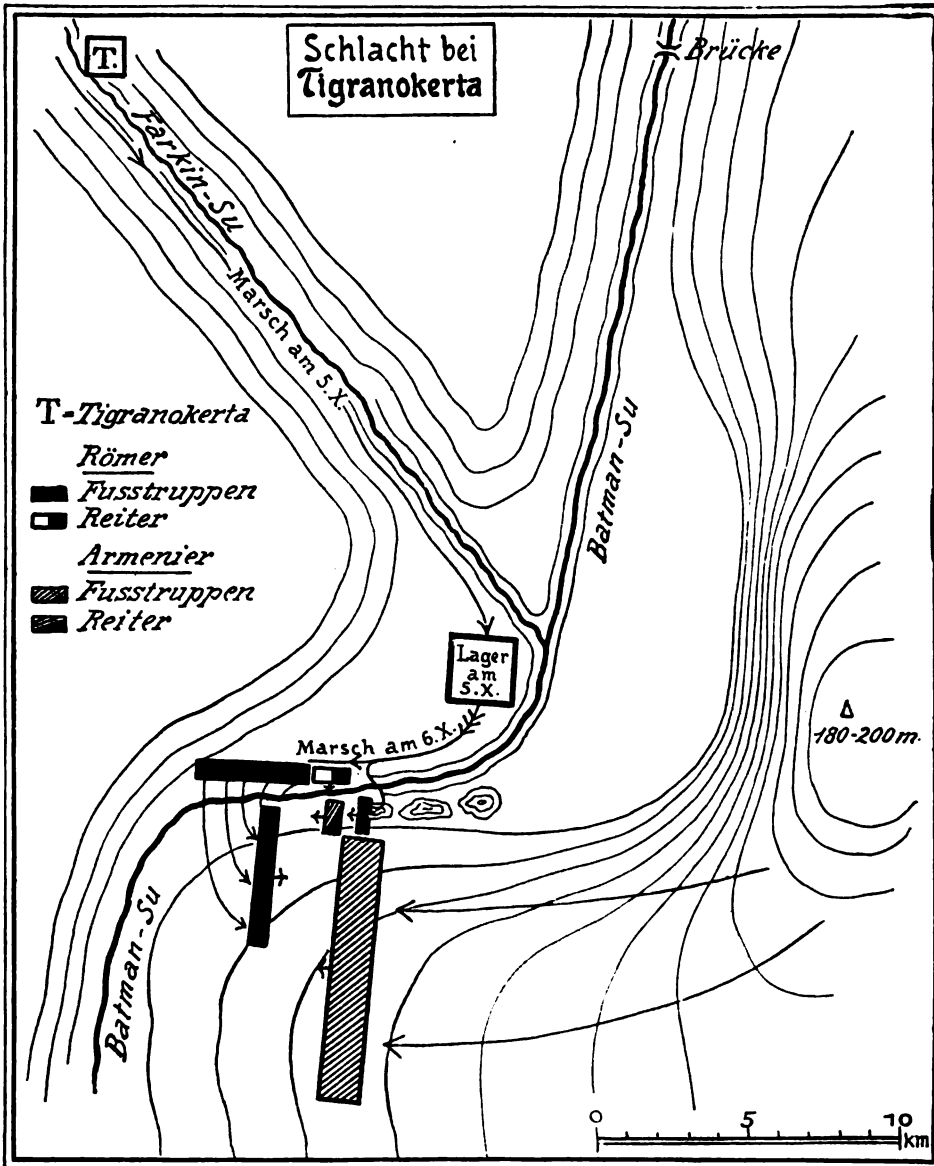 T.
Schlacht bei
Tigranokerta
Brücke
Farkin-Su
Marsch am 5.X.
T-Tigranokerta
Römer
Fusstruppen
Reiter
Armenier
Fusstruppen
Reiter
Batman-Su
Lager
am
5.X.
180-200m.
Marsch am 6.X.
Batman-Su
0 5 10
km